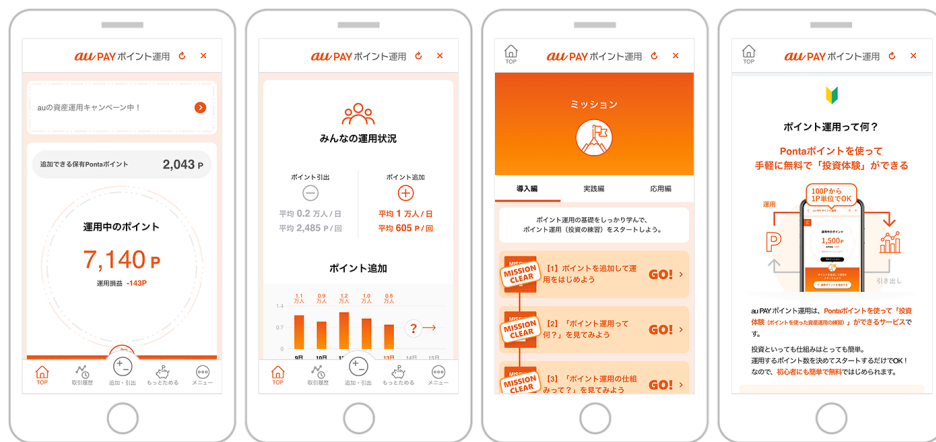 au PAY ポイント運用
auの資産運用キャンペーン中！
追加できる保有Pontaポイント 2,043 P
運用中のポイント
7,140 P
運用損益 -143P
TOP 取引履歴 追加・引出 もっとためる メニュー
au PAY ポイント運用
みんなの運用状況
ポイント引出 ポイント追加
平均 0.2 万人 / 日 平均 1 万人 / 日
平均 2,485 P / 回 平均 605 P / 回
ポイント追加
1.1 0.9 1.2 1.0 0.8
万人 万人 万人 万人 万人
1.4
0.7
?
0
9日 10日 13日 14日 15日
TOP 取引履歴 追加・引出 もっとためる メニュー
TOP
au PAY ポイント運用
ミッション
導入編 実践編 応用編
ポイント運用の基礎をしっかり学んで、
ポイント運用（投資の練習）をスタートしよう。
MISSION CLEAR
【1】ポイントを追加して運
用をはじめよう
GO!
MISSION CLEAR
【2】「ポイント運用って
何？」を見てみよう
GO!
MISSION CLEAR
【3】「ポイント運用の仕組
みって？」を見てみよう
GO!
TOP
au PAY ポイント運用
ポイント運用って何？
Pontaポイントを使って
手軽に無料で「投資体験」ができる
100Pから
1P単位でOK
運用
P
運用中のポイント
1,500P
引き出し
au PAY ポイント運用は、Pontaポイントを使って「投資
体験（ポイントを使った資産運用の練習）」ができるサービスで
す。
投資といっても仕組みはとっても簡単。
運用するポイント数を決めてスタートするだけでOK！
なので、初心者にも簡単で無料ではじめられます。